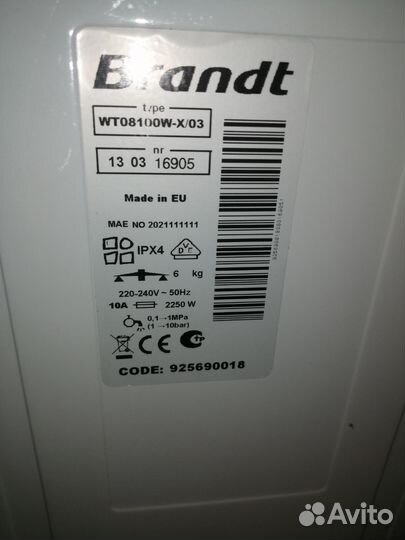 Brandt
type
WT08100W-X/03
nr
13 03 16905
Made in EU
MAE NO 2021111111
IPX4
6 kg
220-240V ~ 50Hz
10A 2250 W
0,1→1MPa
(1 → 10bar)
CE
CODE: 925690018
Avito